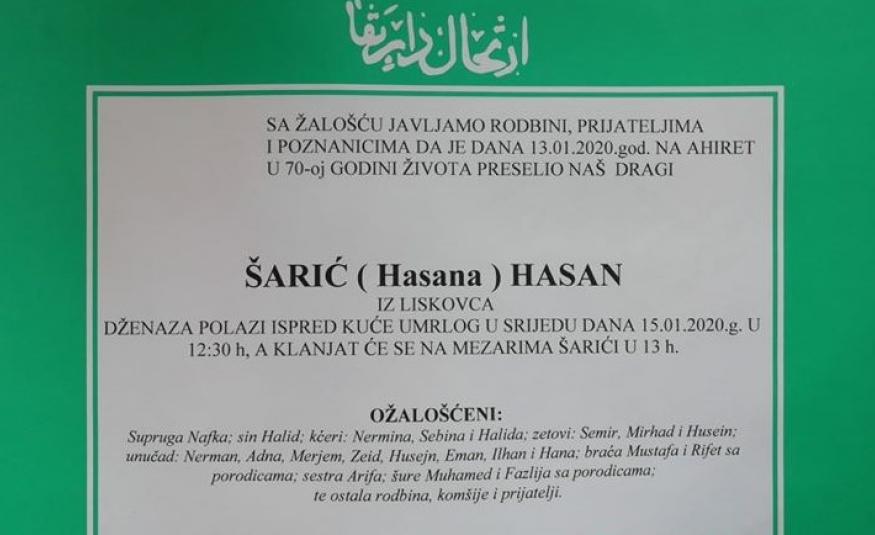 ارتحال دار بقا
SA ŽALOŠĆU JAVLJAMO RODBINI, PRIJATELJIMA
I POZNANICIMA DA JE DANA 13.01.2020.god. NA AHIRET
U 70-oj GODINI ŽIVOTA PRESELIO NAŠ DRAGI
ŠARIĆ ( Hasana ) HASAN
IZ LISKOVCA
DŽENAZA POLAZI ISPRED KUĆE UMRLOG U SRIJEDU DANA 15.01.2020.g. U
12:30 h, A KLANJAT ĆE SE NA MEZARIMA ŠARIĆI U 13 h.
OŽALOŠĆENI:
Supruga Nafka; sin Halid; kćeri: Nermina, Sebina i Halida; zetovi: Semir, Mirhad i Husein;
unučad: Nerman, Adna, Merjem, Zeid, Husejn, Eman, Ilhan i Hana; braća Mustafa i Rifet sa
porodicama; sestra Arifa; šure Muhamed i Fazlija sa porodicama;
te ostala rodbina, komšije i prijatelji.